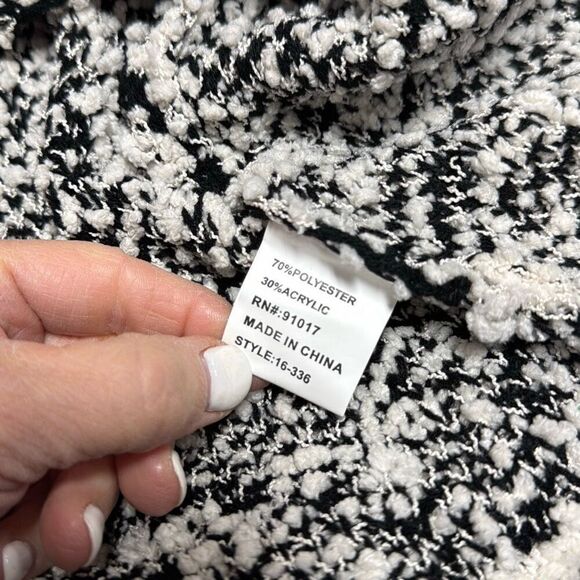 70%POLYESTER
30%ACRYLIC
RN#:91017
MADE IN CHINA
STYLE:16-336